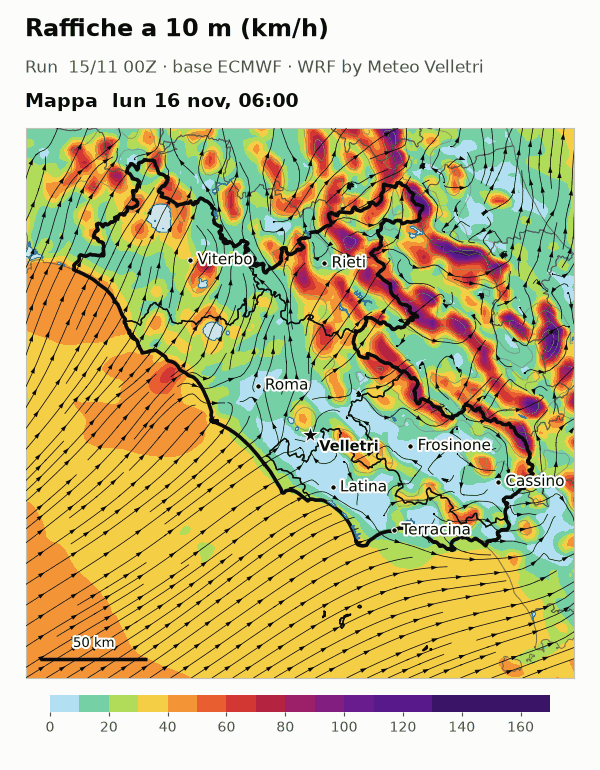 Raffiche a 10 m (km/h)
Run 15/11 00Z · base ECMWF · WRF by Meteo Velletri
Mappa lun 16 nov, 06:00
Viterbo
Rieti
Roma
Velletri
Frosinone
Cassino
Latina
Terracina
50 km
0 20 40 60 80 100 120 140 160